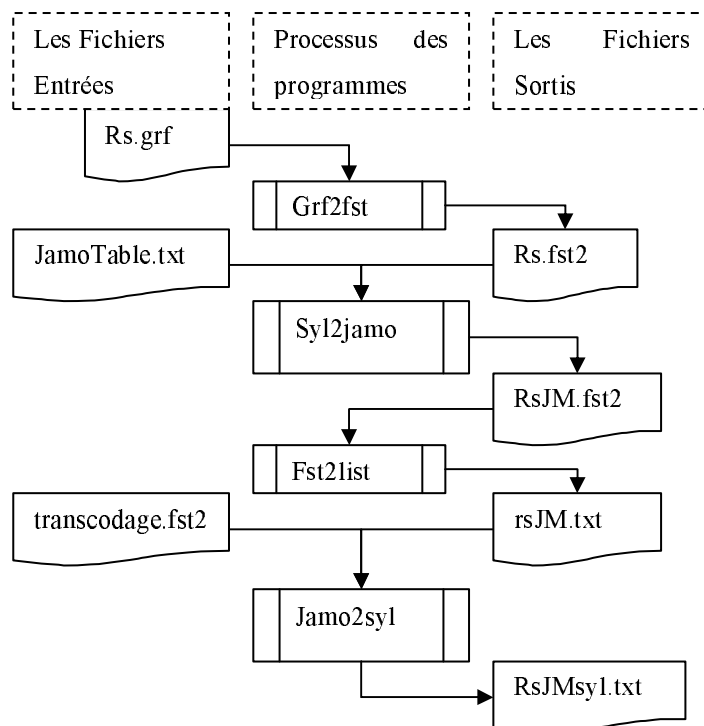 Les Fichiers
Entrées
Processus des
programmes
Les Fichiers
Sortis
Rs.grf
Grf2fst
JamoTable.txt
Rs.fst2
Syl2jamo
RsJM.fst2
Fst2list
transcodage.fst2
rsJM.txt
Jamo2syl
RsJMsyl.txt